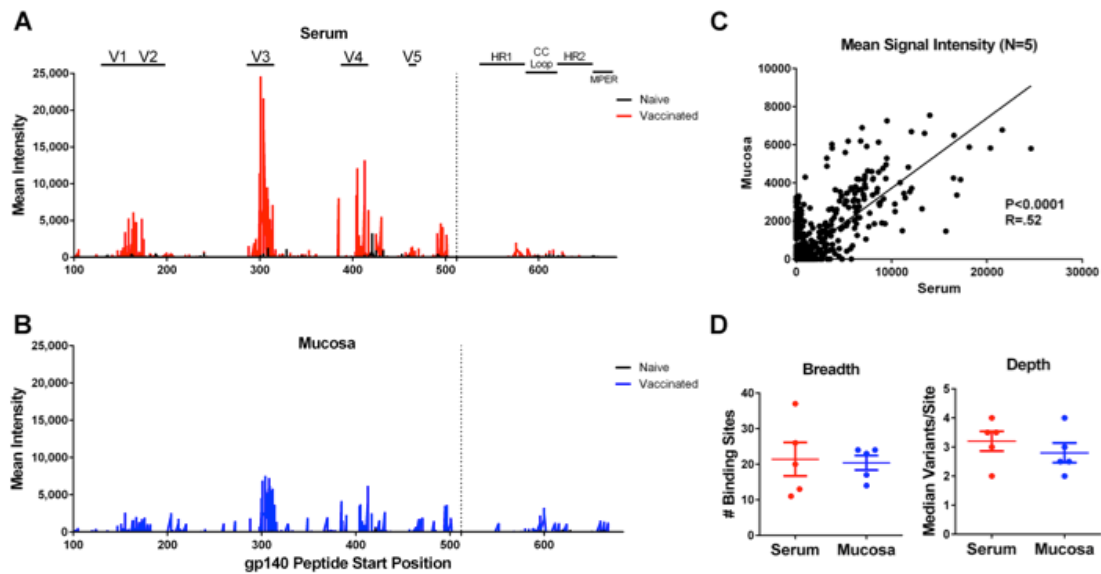 A
Serum
V1 V2 V3 V4 V5 HR1 CC Loop HR2 MPER
Naive
Vaccinated
Mean Intensity
25,000
20,000
15,000
10,000
5,000
0
100 200 300 400 500 600
B
Mucosa
Naive
Vaccinated
Mean Intensity
25,000
20,000
15,000
10,000
5,000
0
100 200 300 400 500 600
gp140 Peptide Start Position
C
Mean Signal Intensity (N=5)
Mucosa
10000
8000
6000
4000
2000
0
P<0.0001
R=.52
0 10000 20000 30000
Serum
D
Breadth
# Binding Sites
40
30
20
10
0
Serum Mucosa
Depth
Median Variants/Site
5
4
3
2
1
0
Serum Mucosa